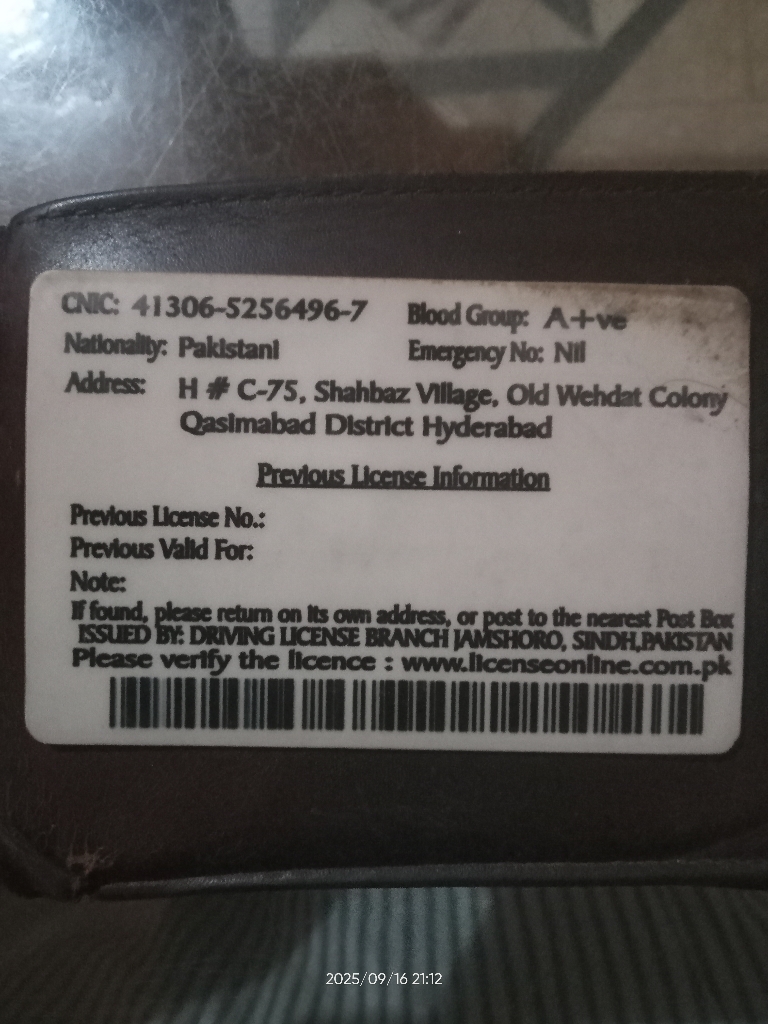 CNIC: 41306-5256496-7 Blood Group: A+ve
Nationality: Pakistani Emergency No: Nil
Address: H # C-75, Shahbaz Village, Old Wehdat Colony
Qasimabad District Hyderabad
Previous License Information
Previous License No.:
Previous Valid For:
Note:
If found, please return on its own address, or post to the nearest Post Box
ISSUED BY: DRIVING LICENSE BRANCH JAMSHORO, SINDH,PAKISTAN
Please verify the licence : www.licenseonline.com.pk
2025/09/16 21:12